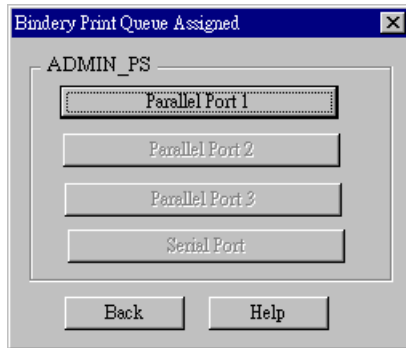 Bindery Print Queue Assigned
ADMIN_PS
Parallel Port 1
Parallel Port 2
Parallel Port 3
Serial Port
Back Help